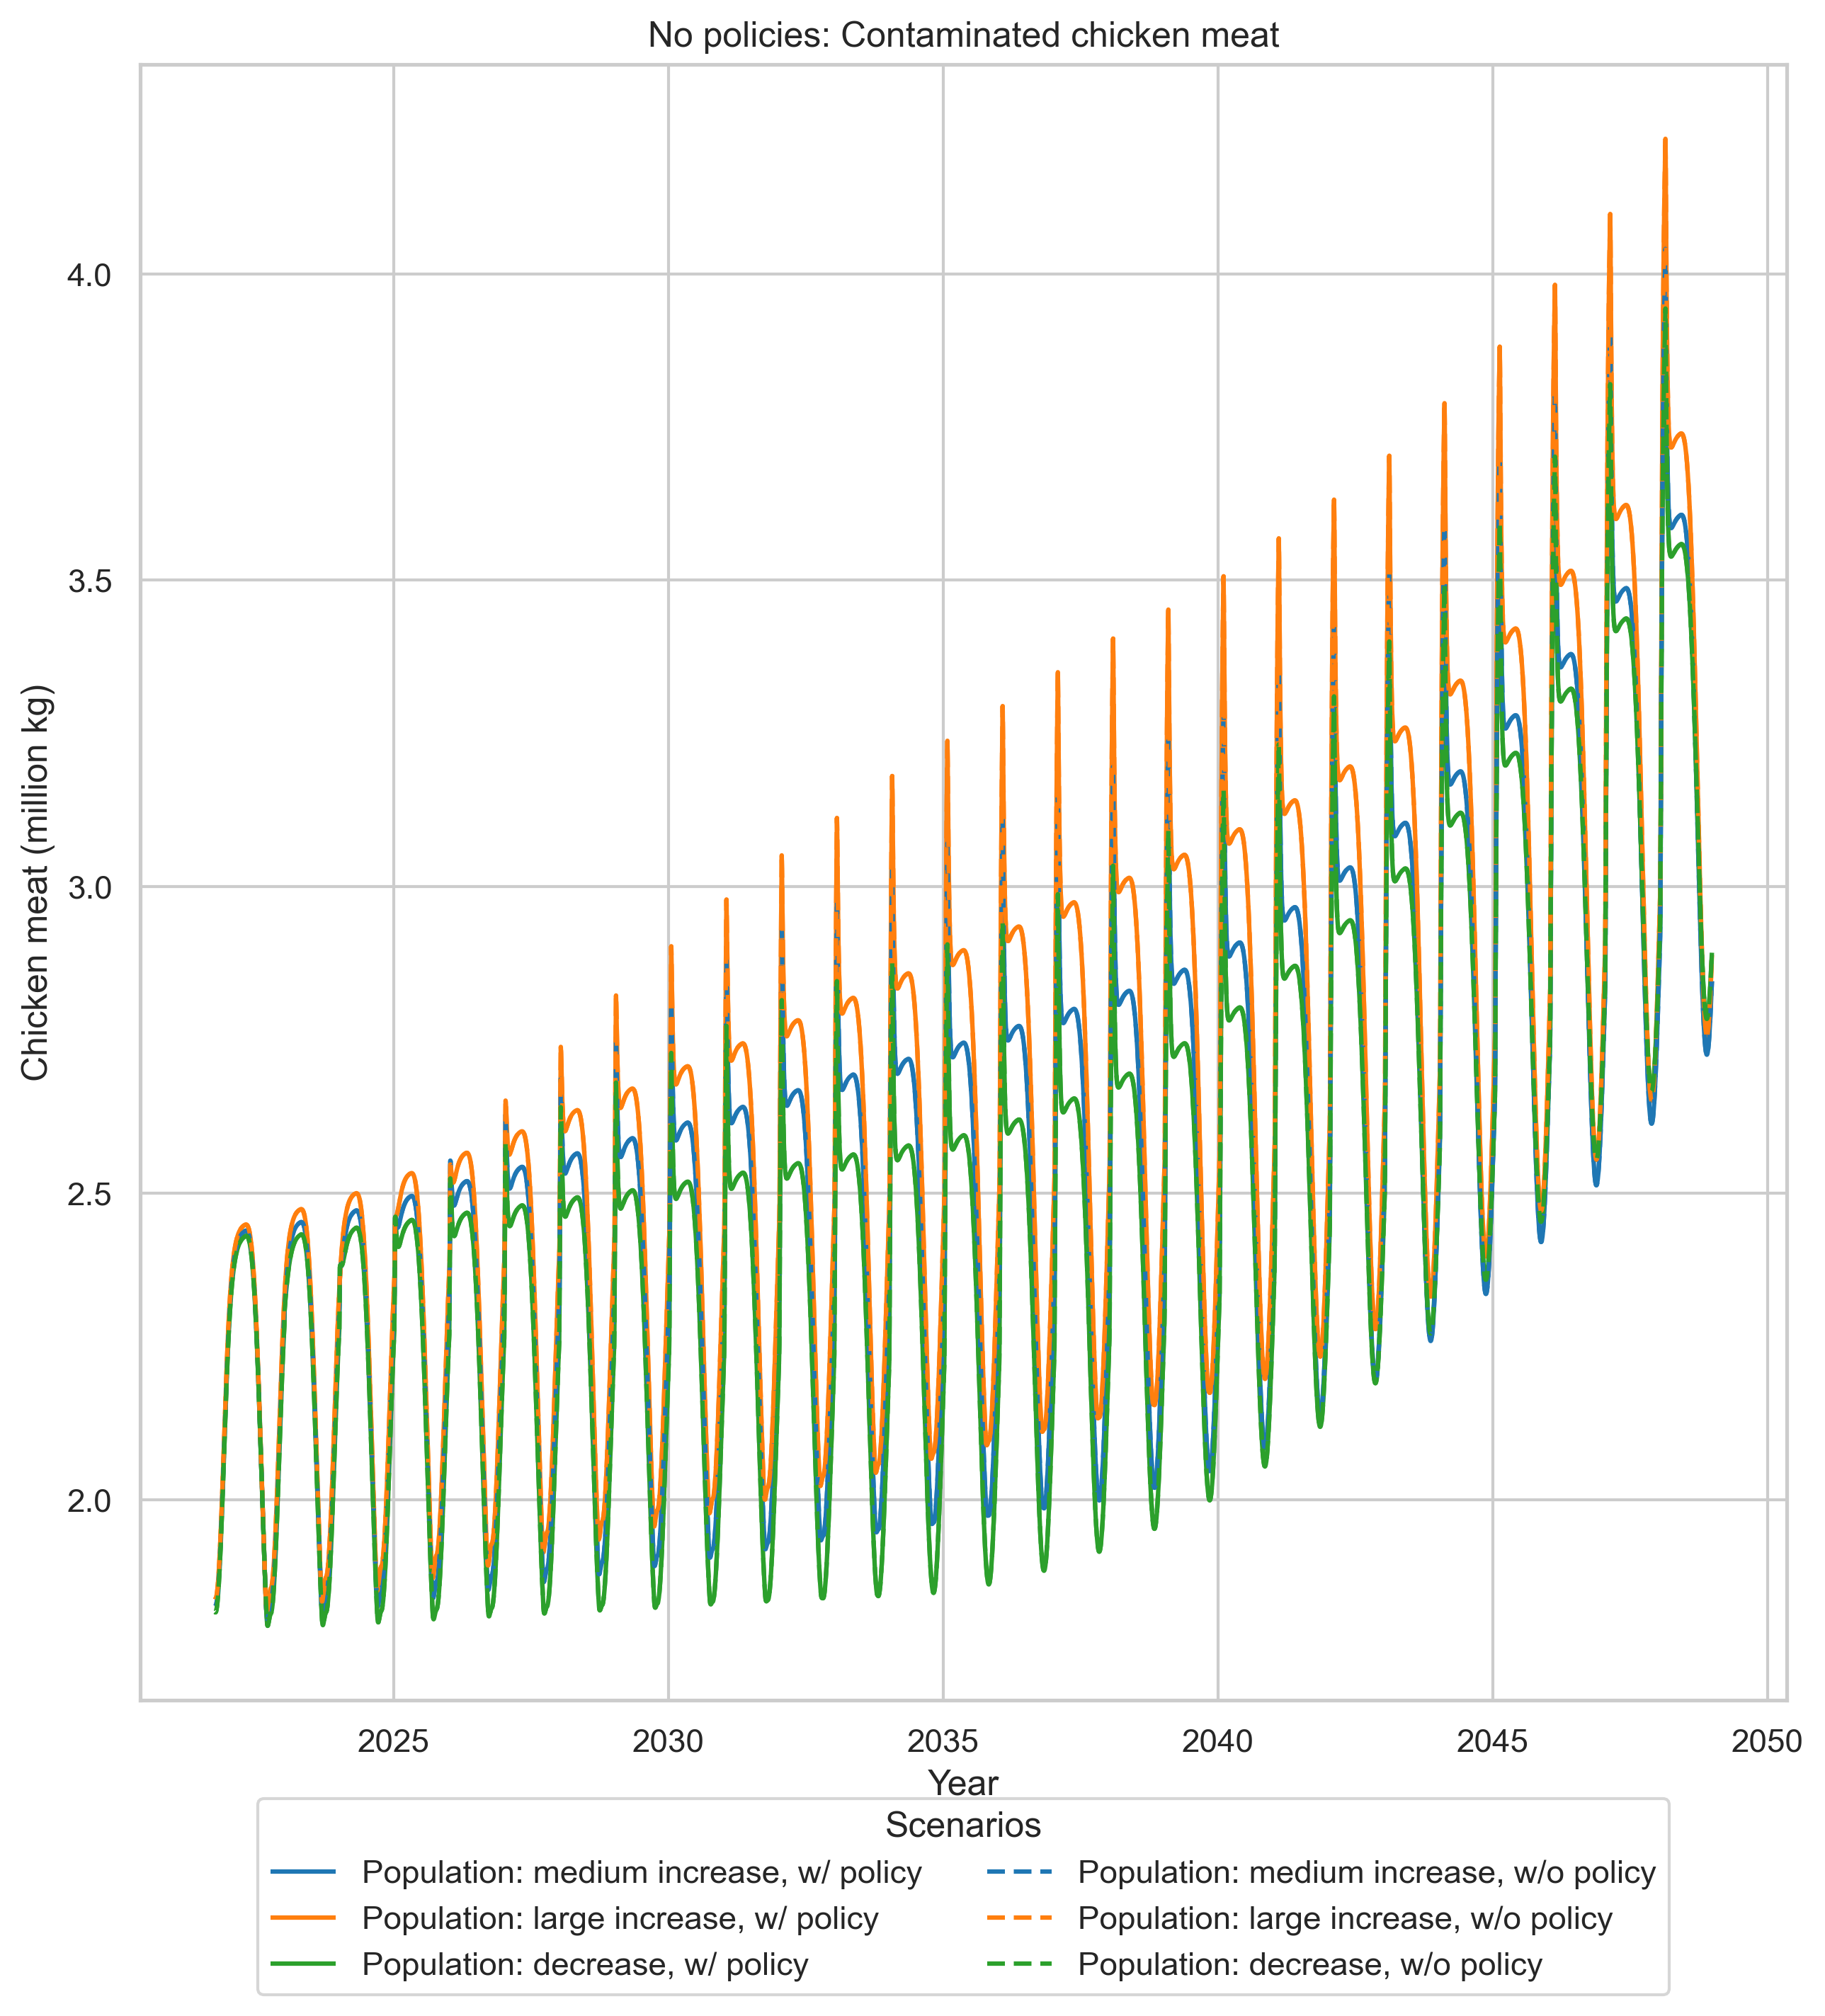 No policies: Contaminated chicken meat
Chicken meat (million kg)
4.0
3.5
3.0
2.5
2.0
2025 2030 2035 2040 2045 2050
Year
Scenarios
Population: medium increase, w/ policy
Population: large increase, w/ policy
Population: decrease, w/ policy
Population: medium increase, w/o policy
Population: large increase, w/o policy
Population: decrease, w/o policy